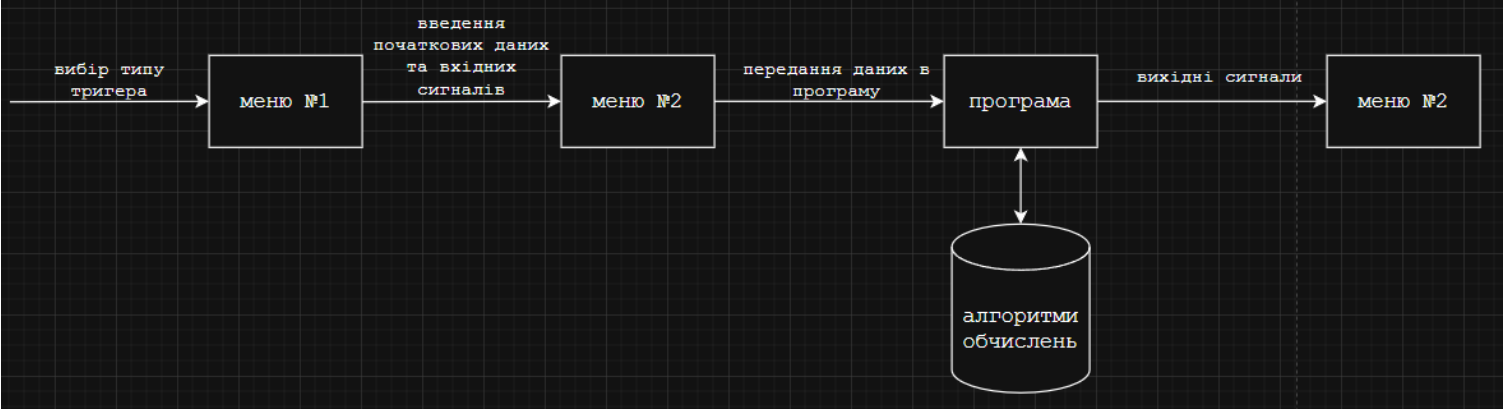 вибір типу
тригера
меню №1
введення
початкових даних
та вхідних
сигналів
меню №2
передання даних в
програму
програма
вихідні сигнали
меню №2
алгоритми
обчислень